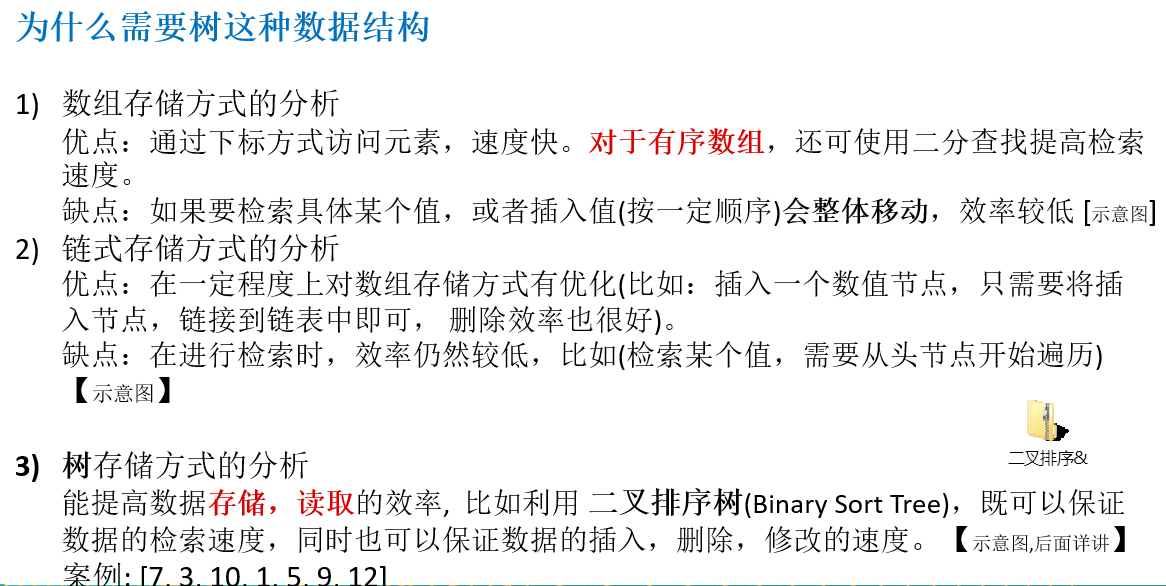 为什么需要树这种数据结构
1) 数组存储方式的分析
优点：通过下标方式访问元素，速度快。对于有序数组，还可使用二分查找提高检索
速度。
缺点：如果要检索具体某个值，或者插入值(按一定顺序)会整体移动，效率较低 [示意图]
2) 链式存储方式的分析
优点：在一定程度上对数组存储方式有优化(比如：插入一个数值节点，只需要将插
入节点，链接到链表中即可， 删除效率也很好)。
缺点：在进行检索时，效率仍然较低，比如(检索某个值，需要从头节点开始遍历)
【示意图】
二叉排序&
3) 树存储方式的分析
能提高数据存储，读取的效率, 比如利用 二叉排序树(Binary Sort Tree)，既可以保证
数据的检索速度，同时也可以保证数据的插入，删除，修改的速度。【示意图,后面详讲】
案例: [7, 3, 10, 1, 5, 9, 12]